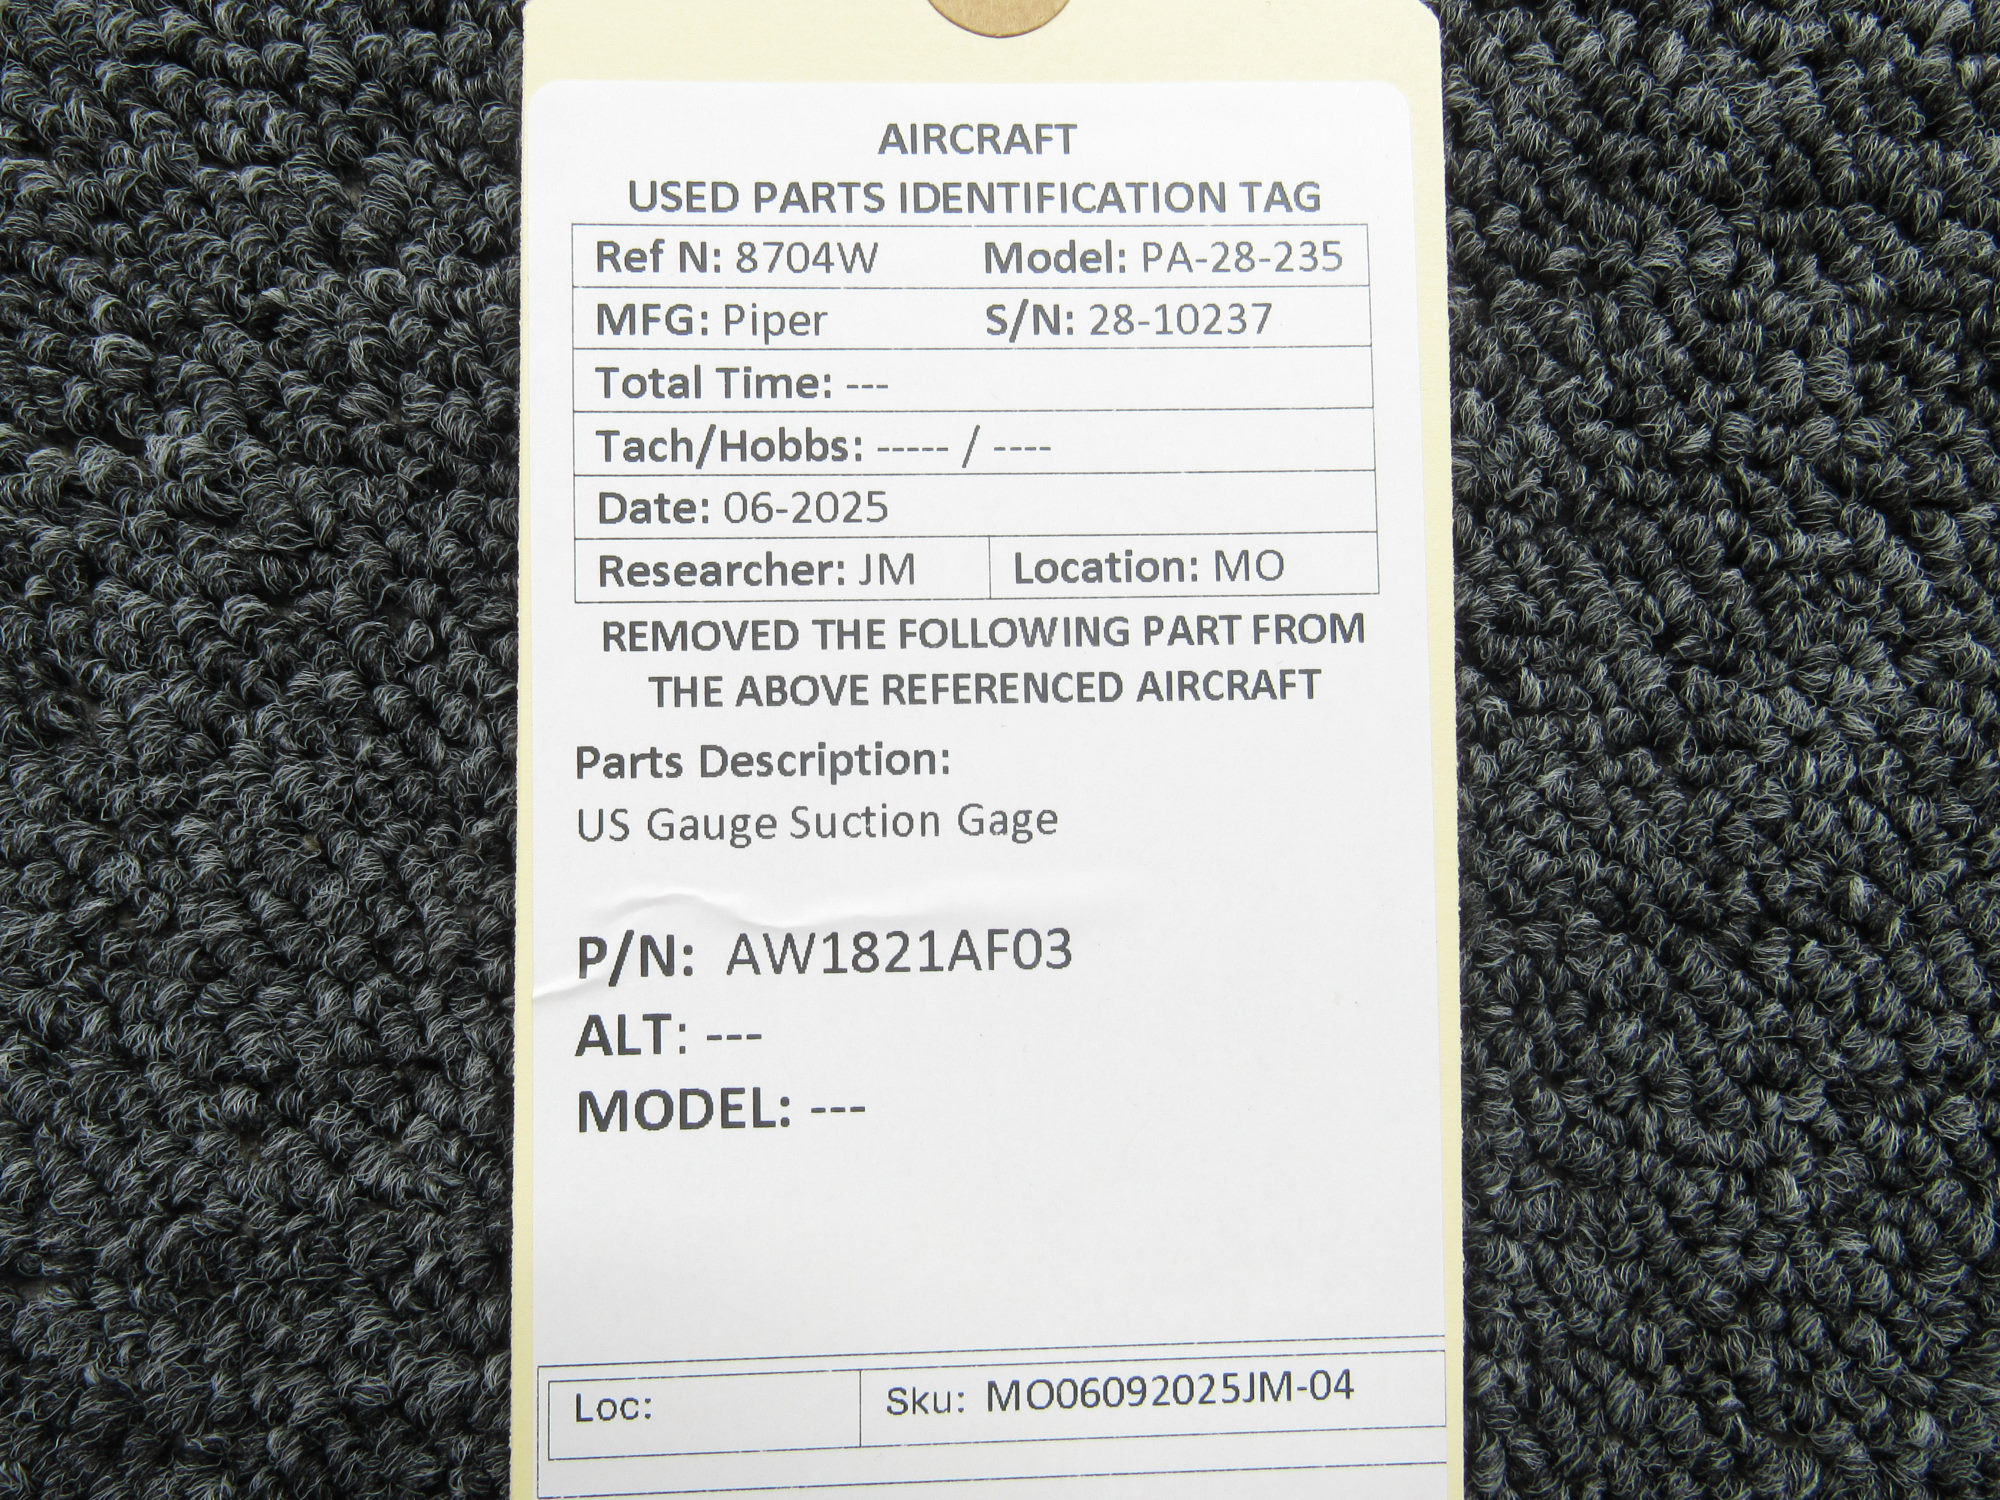 AIRCRAFT
USED PARTS IDENTIFICATION TAG
Ref N: 8704W Model: PA-28-235
MFG: Piper S/N: 28-10237
Total Time: ---
Tach/Hobbs: ----- / ----
Date: 06-2025
Researcher: JM Location: MO
REMOVED THE FOLLOWING PART FROM
THE ABOVE REFERENCED AIRCRAFT
Parts Description:
US Gauge Suction Gage
P/N: AW1821AF03
ALT: ---
MODEL: ---
Loc: Sku: MO06092025JM-04